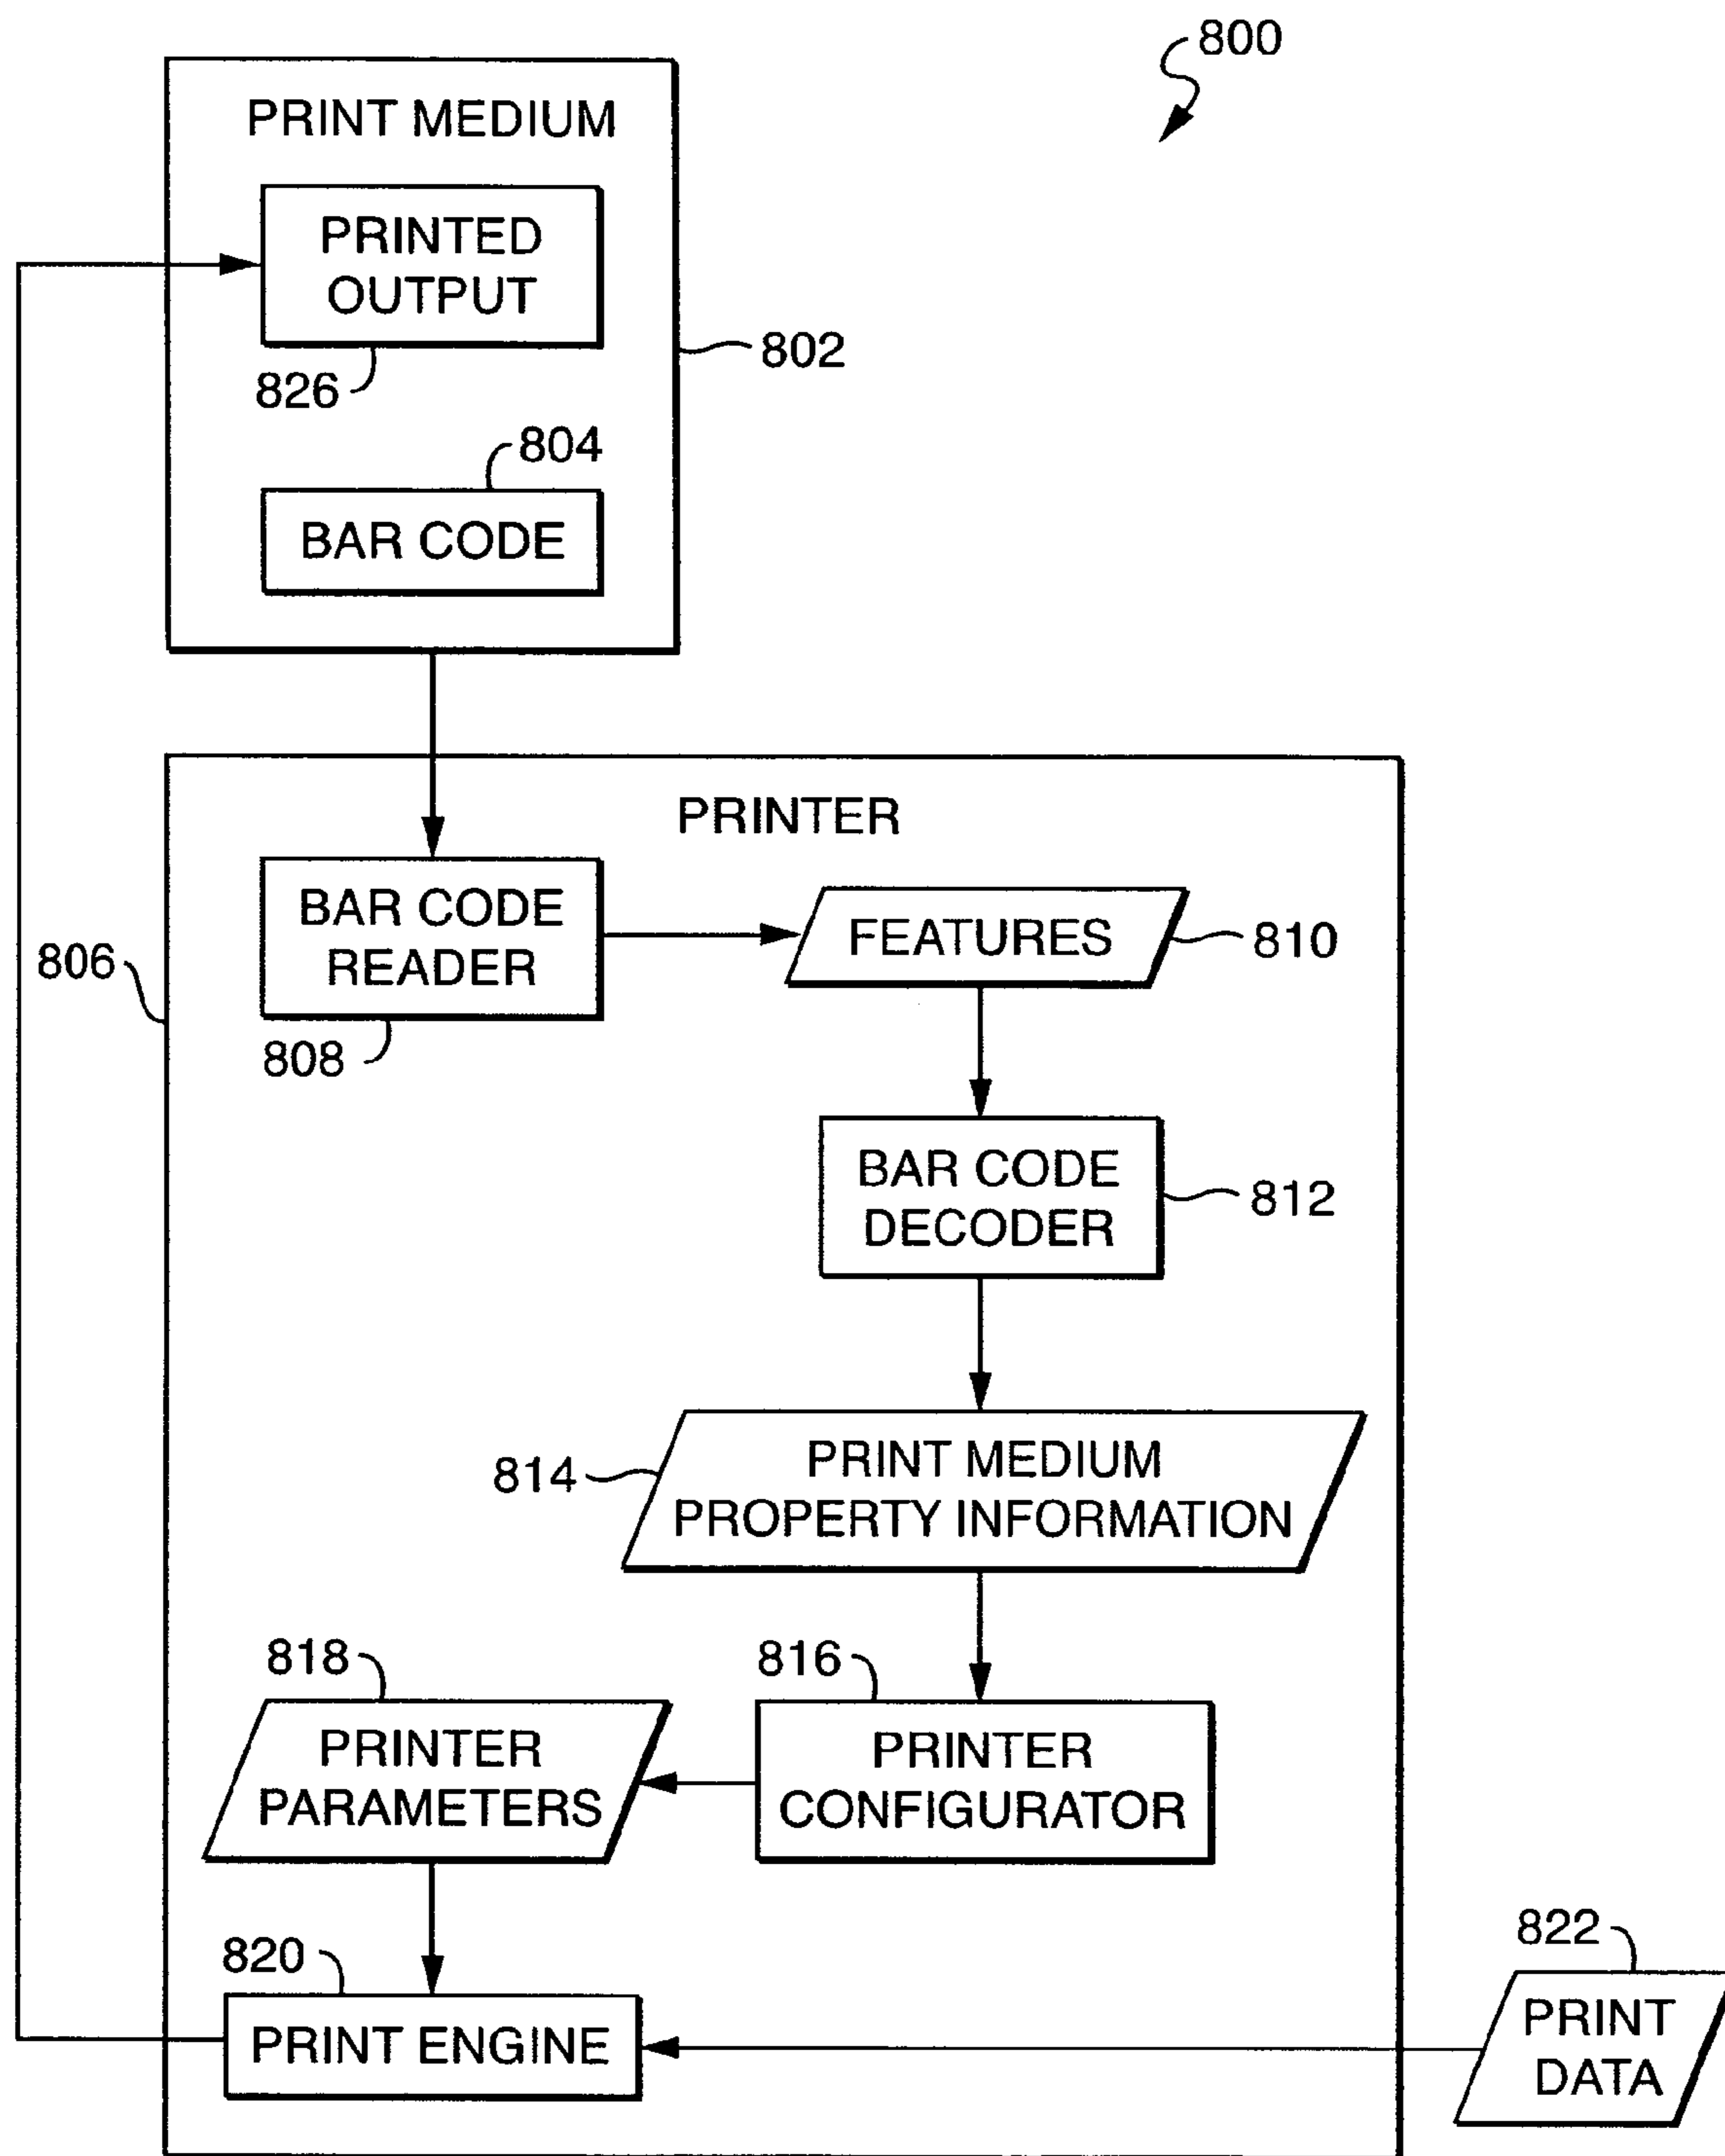 800
PRINT MEDIUM
PRINTED
OUTPUT
802
826
804
BAR CODE
PRINTER
BAR CODE
READER
FEATURES
810
806
808
BAR CODE
DECODER
812
814
PRINT MEDIUM
PROPERTY INFORMATION
818
816
PRINTER
PARAMETERS
PRINTER
CONFIGURATOR
822
820
PRINT ENGINE
PRINT
DATA